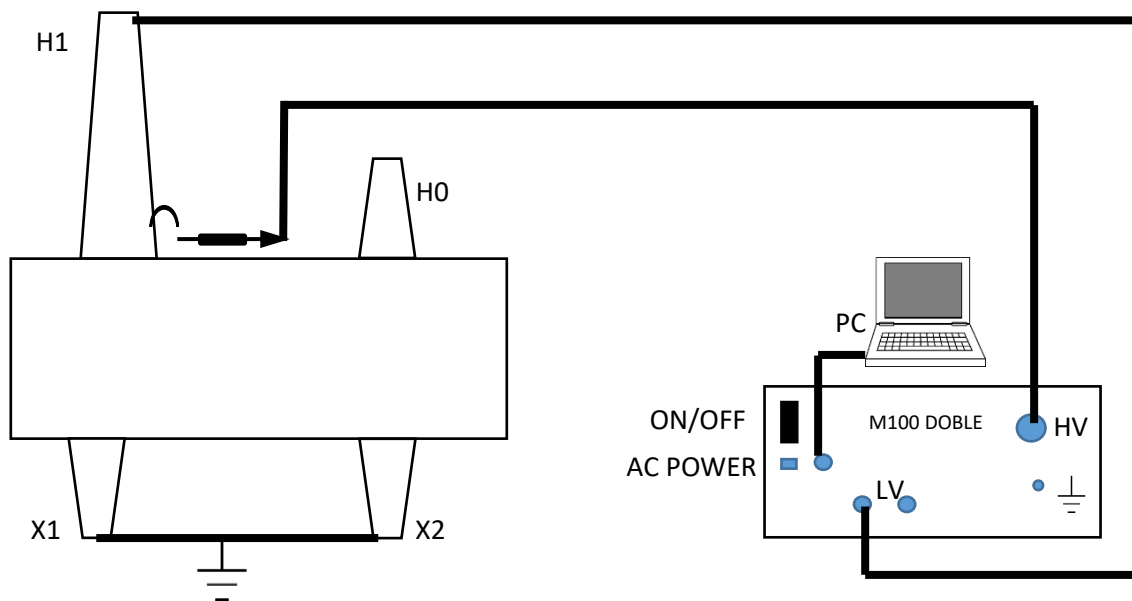 H1
H0
PC
ON/OFF
M100 DOBLE
HV
AC POWER
LV
X1
X2